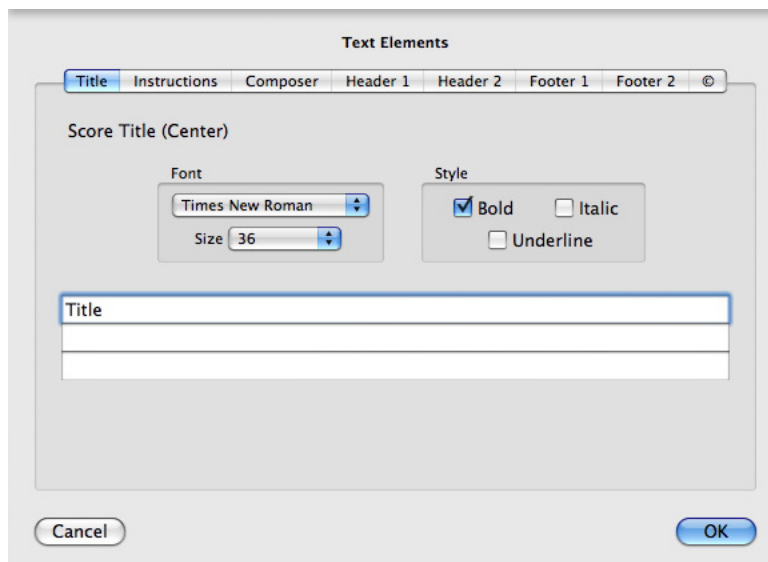 Text Elements
Title Instructions Composer Header 1 Header 2 Footer 1 Footer 2 ©
Score Title (Center)
Font Style
Times New Roman Bold Italic
Size 36 Underline
Title
Cancel OK